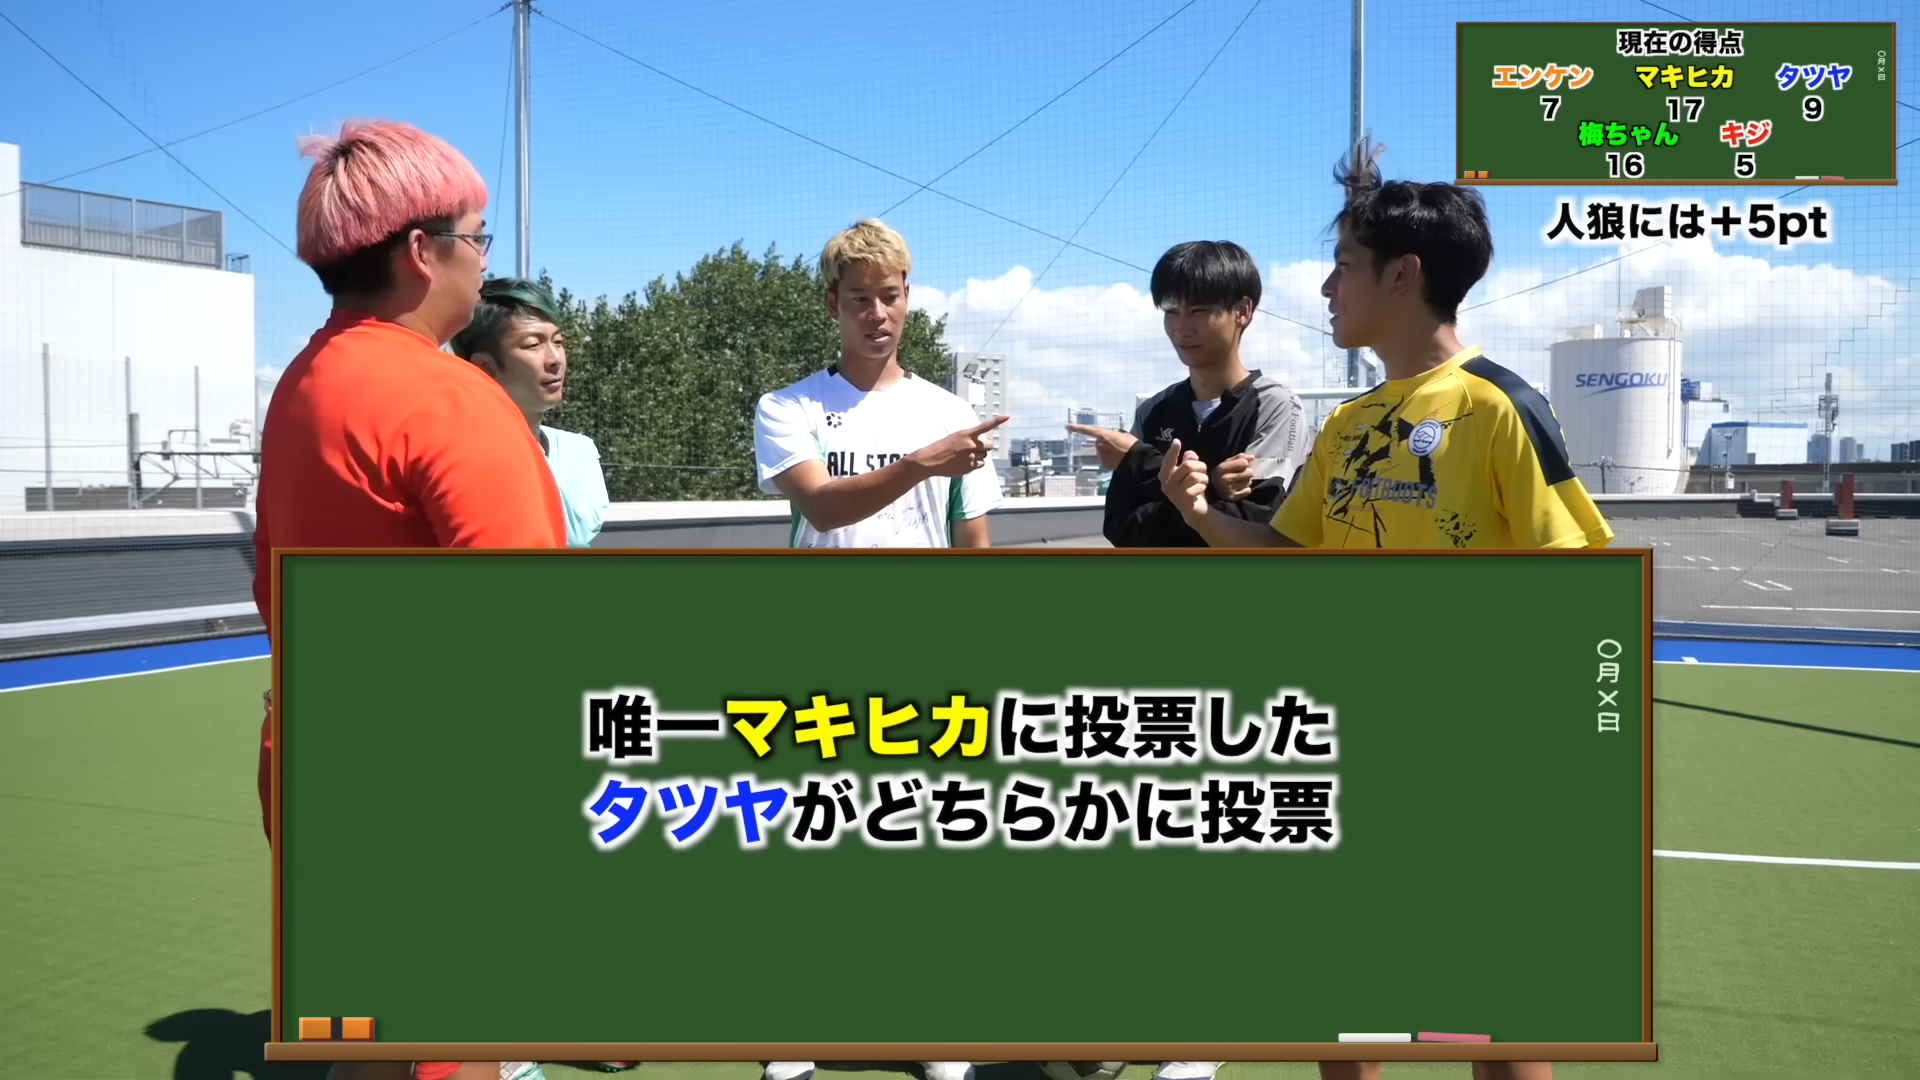 現在の得点
エンケン マキヒカ タツヤ
7 17 9
梅ちゃん キジ
16 5
〇月×日
人狼には＋5pt
SENGOKU
ALL STA
唯一マキヒカに投票した
タツヤがどちらかに投票
〇月×日